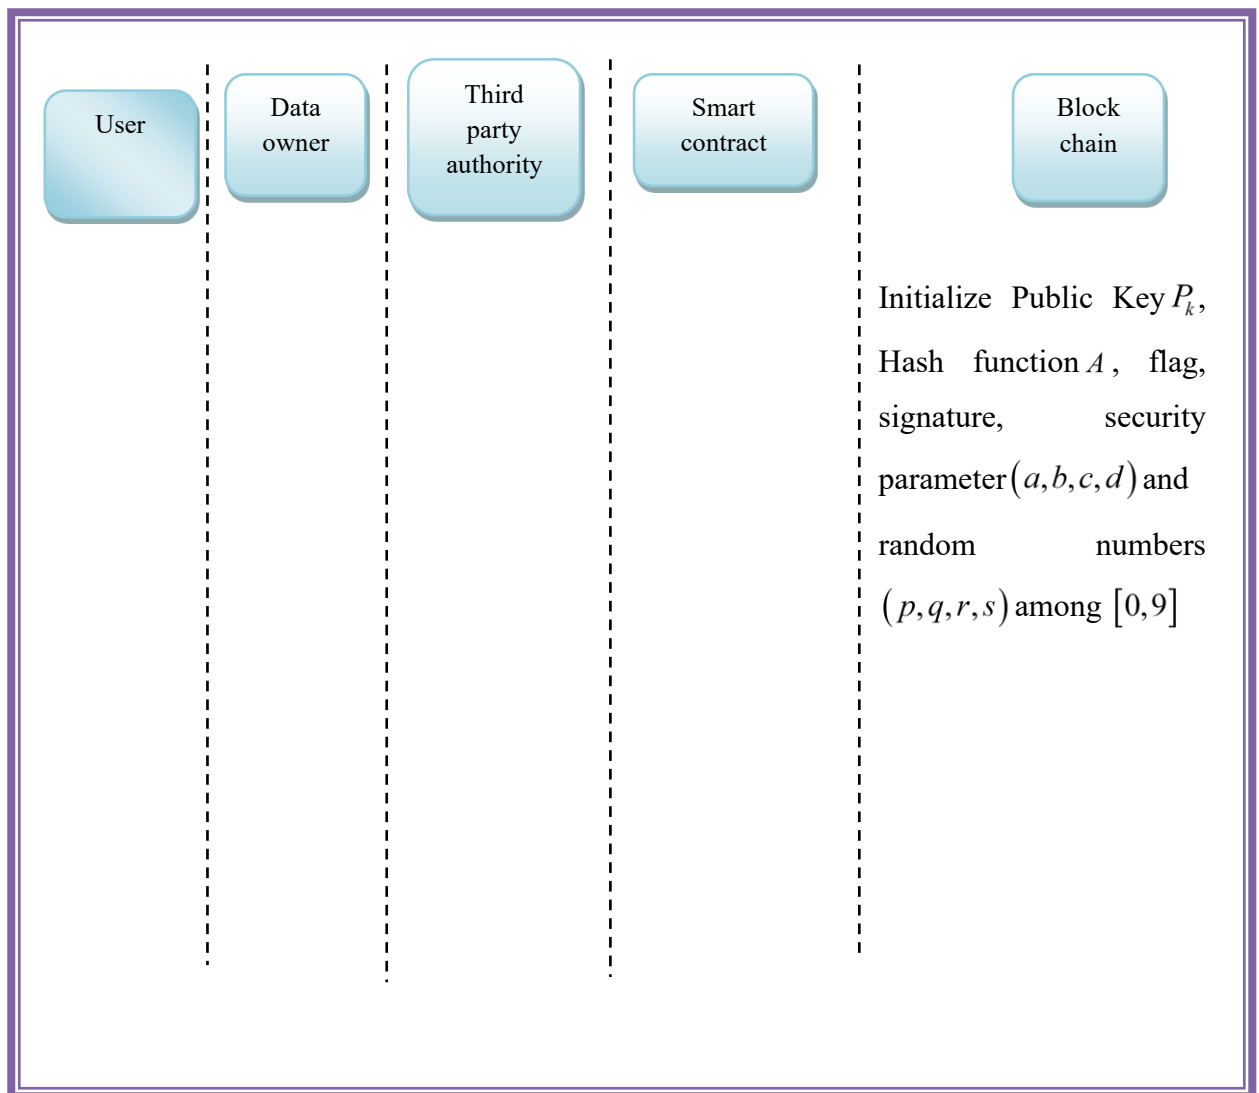 User
Data
owner
Third
party
authority
Smart
contract
Block
chain
Initialize Public Key P_k,
Hash function A , flag,
signature, security
parameter (a,b,c,d) and
random numbers
(p,q,r,s) among [0,9]